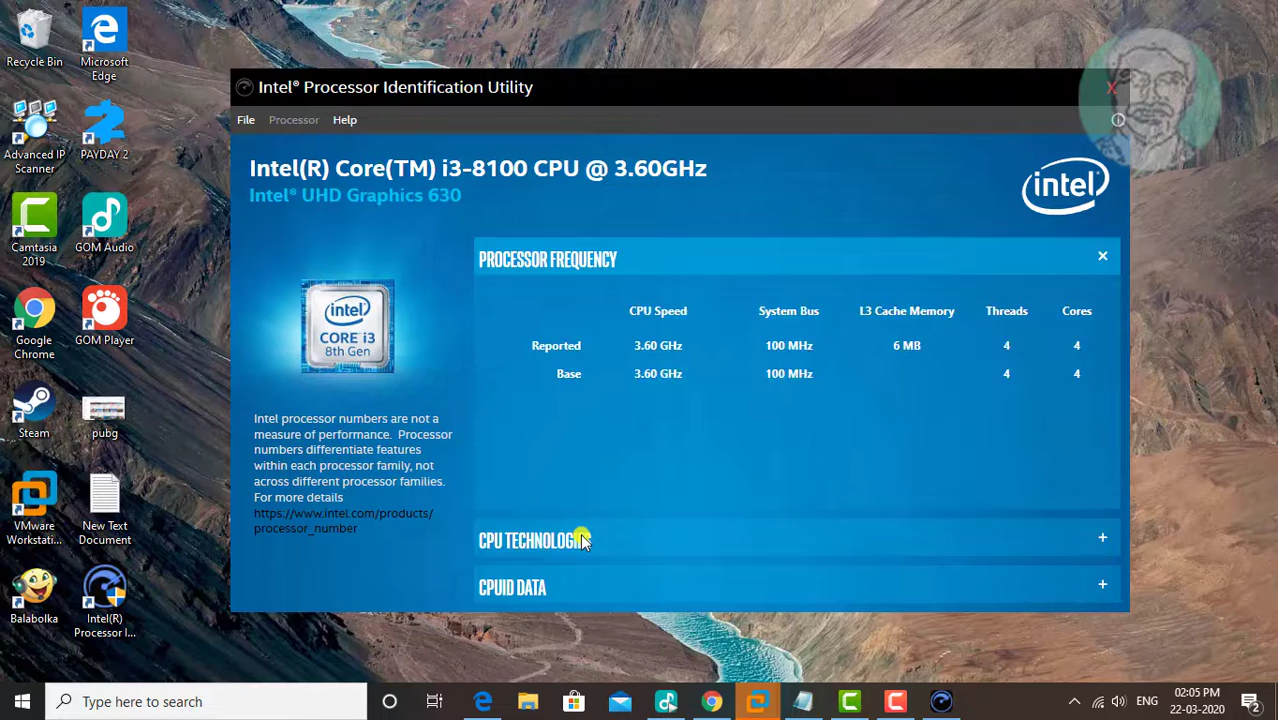 Recycle Bin
Microsoft
Edge
Advanced IP
Scanner
PAYDAY 2
Camtasia
2019
GOM Audio
Google
Chrome
GOM Player
Steam
pubg
VMware
Workstati...
New Text
Document
Balabolka
Intel(R)
Processor I...
Intel® Processor Identification Utility
X
File Processor Help
Intel(R) Core(TM) i3-8100 CPU @ 3.60GHz
Intel® UHD Graphics 630
intel
intel
CORE i3
8th Gen
Intel processor numbers are not a
measure of performance. Processor
numbers differentiate features
within each processor family, not
across different processor families.
For more details
https://www.intel.com/products/
processor_number
PROCESSOR FREQUENCY
CPU Speed System Bus L3 Cache Memory Threads Cores
Reported 3.60 GHz 100 MHz 6 MB 4 4
Base 3.60 GHz 100 MHz 4 4
CPU
CPUID DATA
Type here to search
ENG
02:05 PM
22-03-2020
2